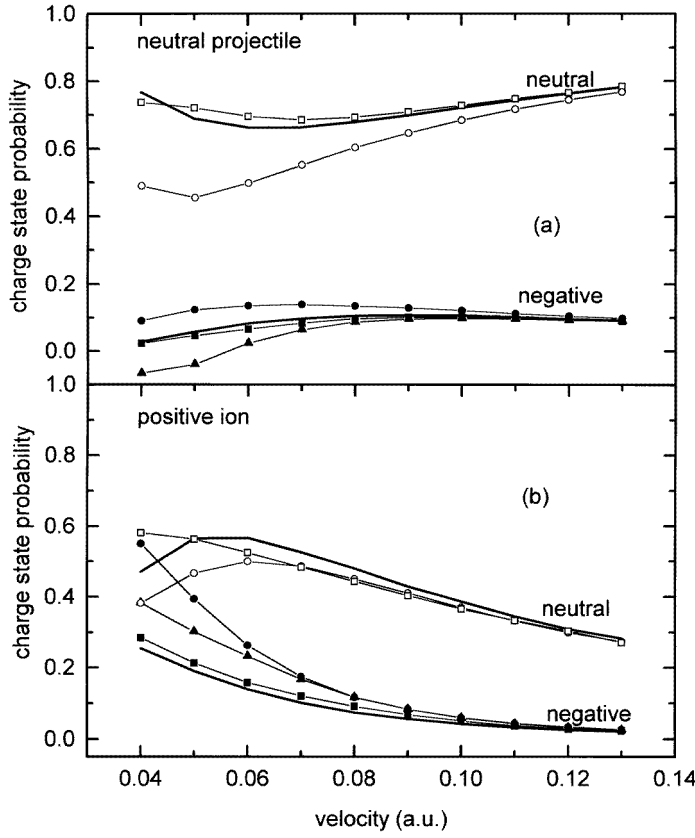 1.0
neutral projectile
neutral
0.8
0.6
charge state probability
0.4
(a)
0.2
negative
0.0
1.0
positive ion
0.8
(b)
0.6
charge state probability
0.4
neutral
0.2
negative
0.0
0.04 0.06 0.08 0.10 0.12 0.14
velocity (a.u.)